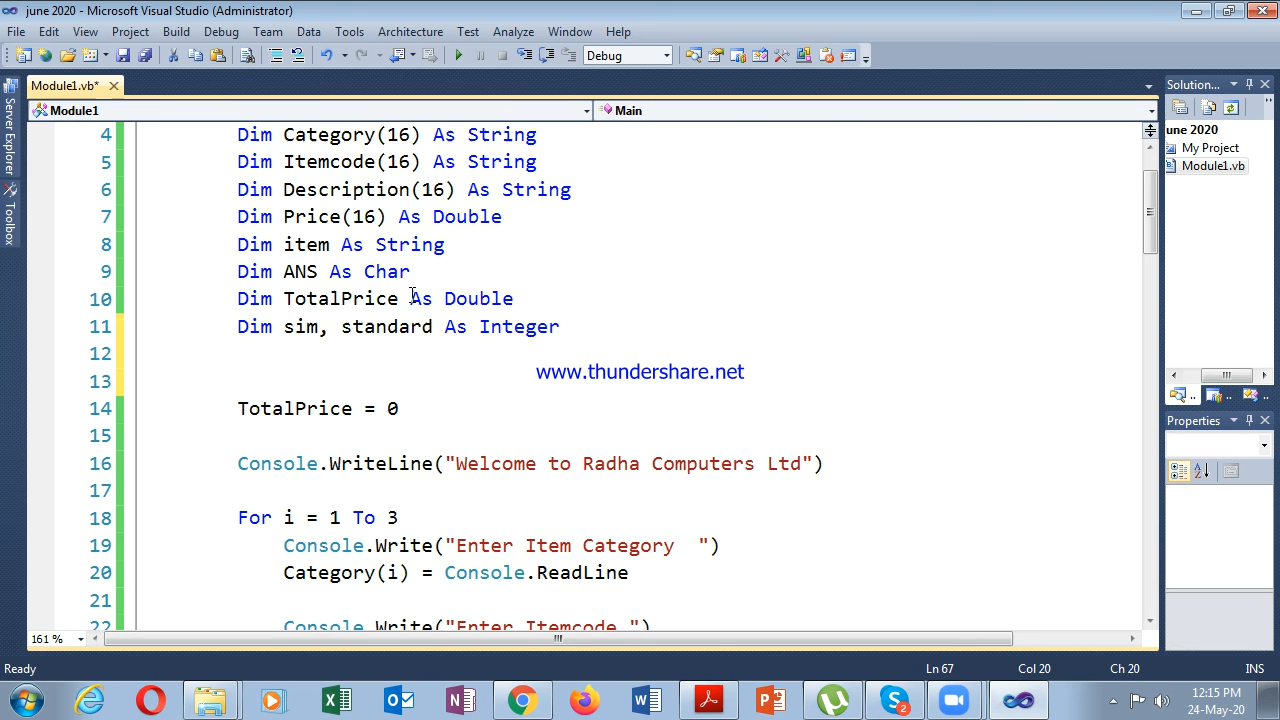 june 2020 - Microsoft Visual Studio (Administrator)
File Edit View Project Build Debug Team Data Tools Architecture Test Analyze Window Help
Debug
Module1.vb*
Solution...
Module1
Main
Server Explorer
Toolbox
4 Dim Category(16) As String
5 Dim Itemcode(16) As String
6 Dim Description(16) As String
7 Dim Price(16) As Double
8 Dim item As String
9 Dim ANS As Char
10 Dim TotalPrice As Double
11 Dim sim, standard As Integer
12
www.thundershare.net
13
14 TotalPrice = 0
15
16 Console.WriteLine("Welcome to Radha Computers Ltd")
17
18 For i = 1 To 3
19 Console.Write("Enter Item Category  ")
20 Category(i) = Console.ReadLine
21
22 Console.Write("Enter Itemcode ")
une 2020
My Project
Module1.vb
Properties
161 %
Ready
Ln 67 Col 20 Ch 20 INS
12:15 PM
24-May-20
2